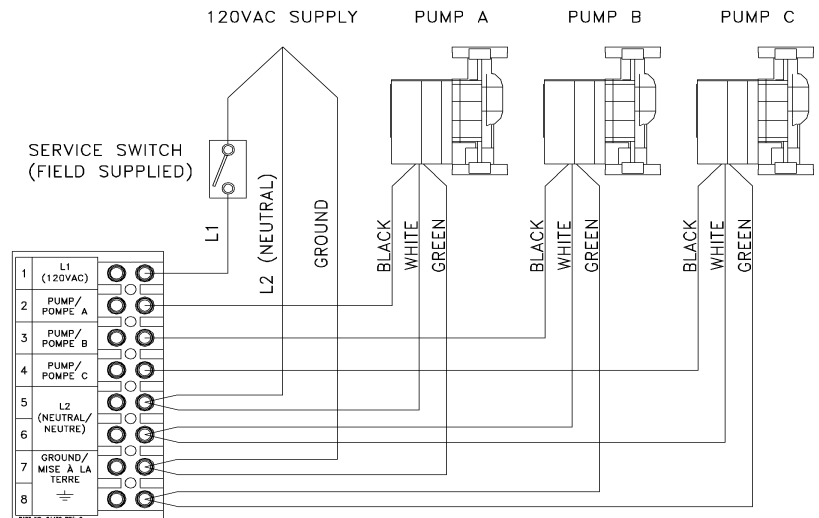 120VAC SUPPLY
PUMP A
PUMP B
PUMP C
SERVICE SWITCH
(FIELD SUPPLIED)
L1
L2 (NEUTRAL)
GROUND
BLACK
WHITE
GREEN
BLACK
WHITE
GREEN
BLACK
WHITE
GREEN
1
L1
(120VAC)
2
PUMP/
POMPE A
3
PUMP/
POMPE B
4
PUMP/
POMPE C
5
6
L2
(NEUTRAL/
NEUTRE)
7
8
GROUND/
MISE À LA
TERRE